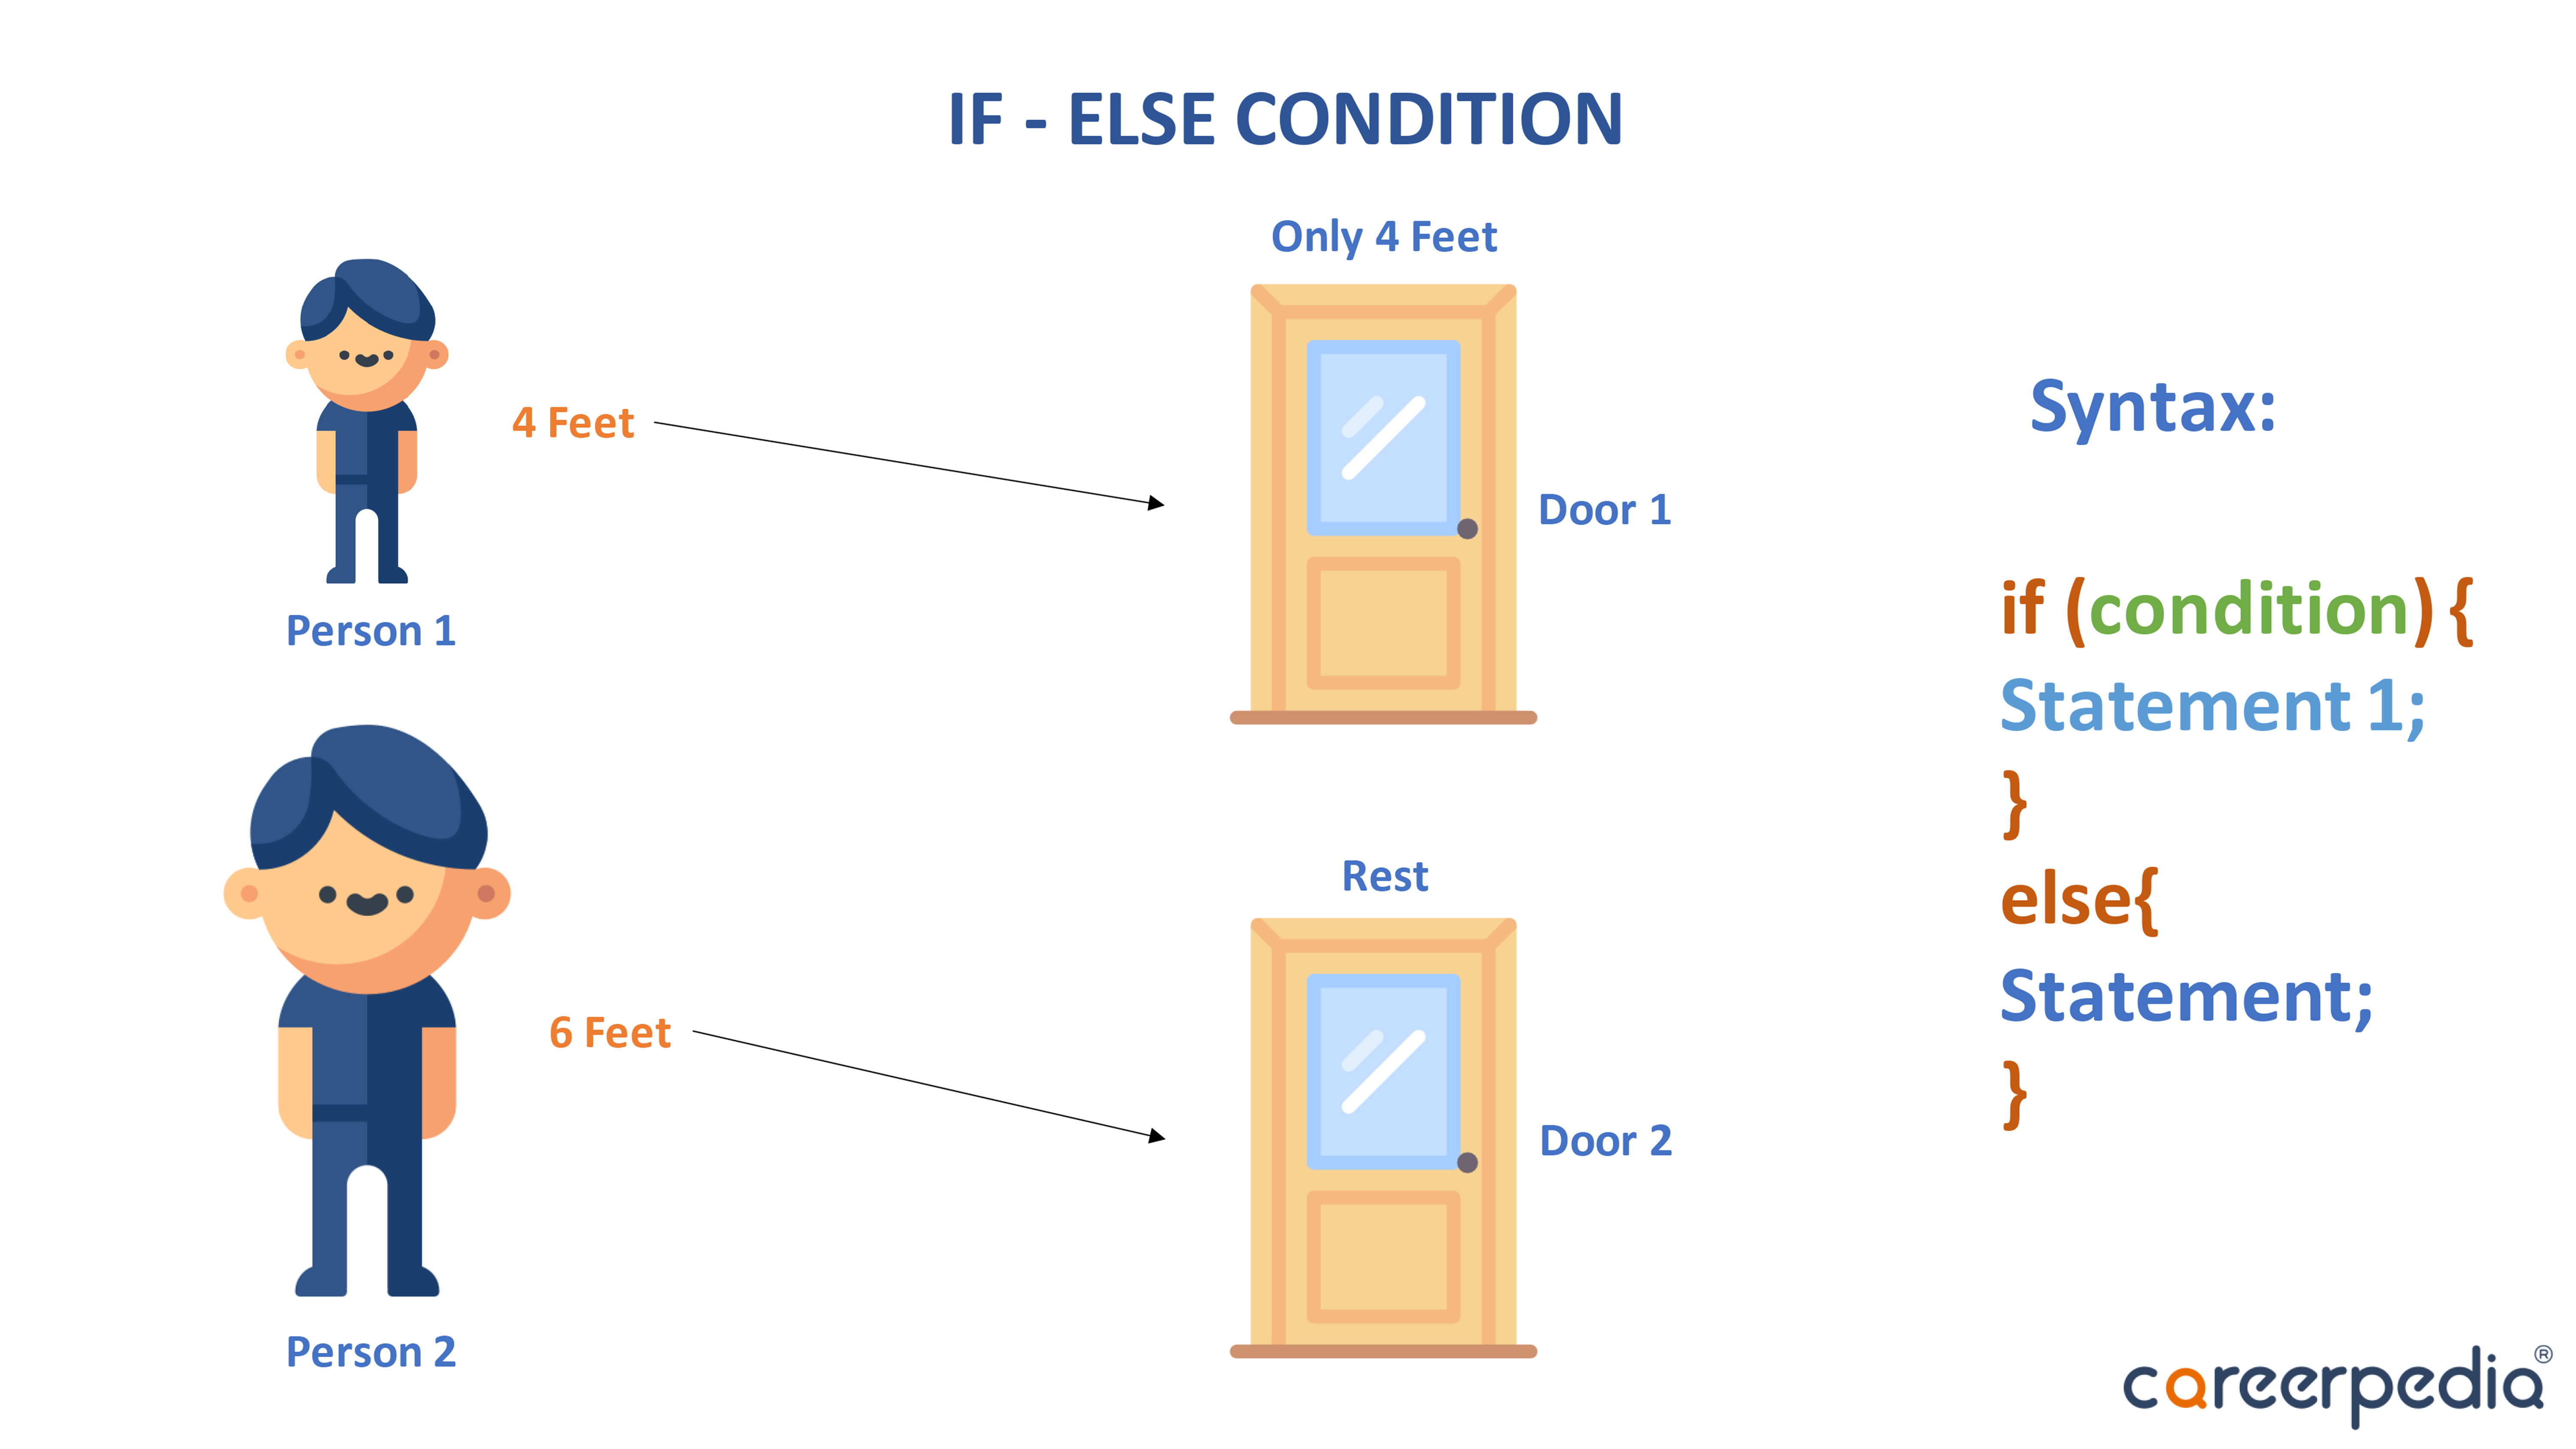 IF - ELSE CONDITION
Only 4 Feet
4 Feet
Door 1
Person 1
Rest
6 Feet
Door 2
Person 2
Syntax:
if (condition) {
Statement 1;
}
else{
Statement;
}
careerpedia®